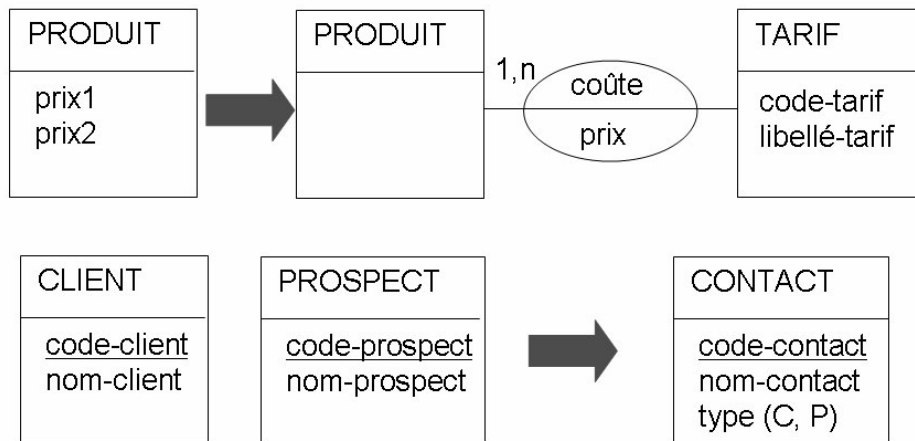 PRODUIT
prix1
prix2
PRODUIT
1,n
coûte
prix
TARIF
code-tarif
libellé-tarif
CLIENT
code-client
nom-client
PROSPECT
code-prospect
nom-prospect
CONTACT
code-contact
nom-contact
type (C, P)